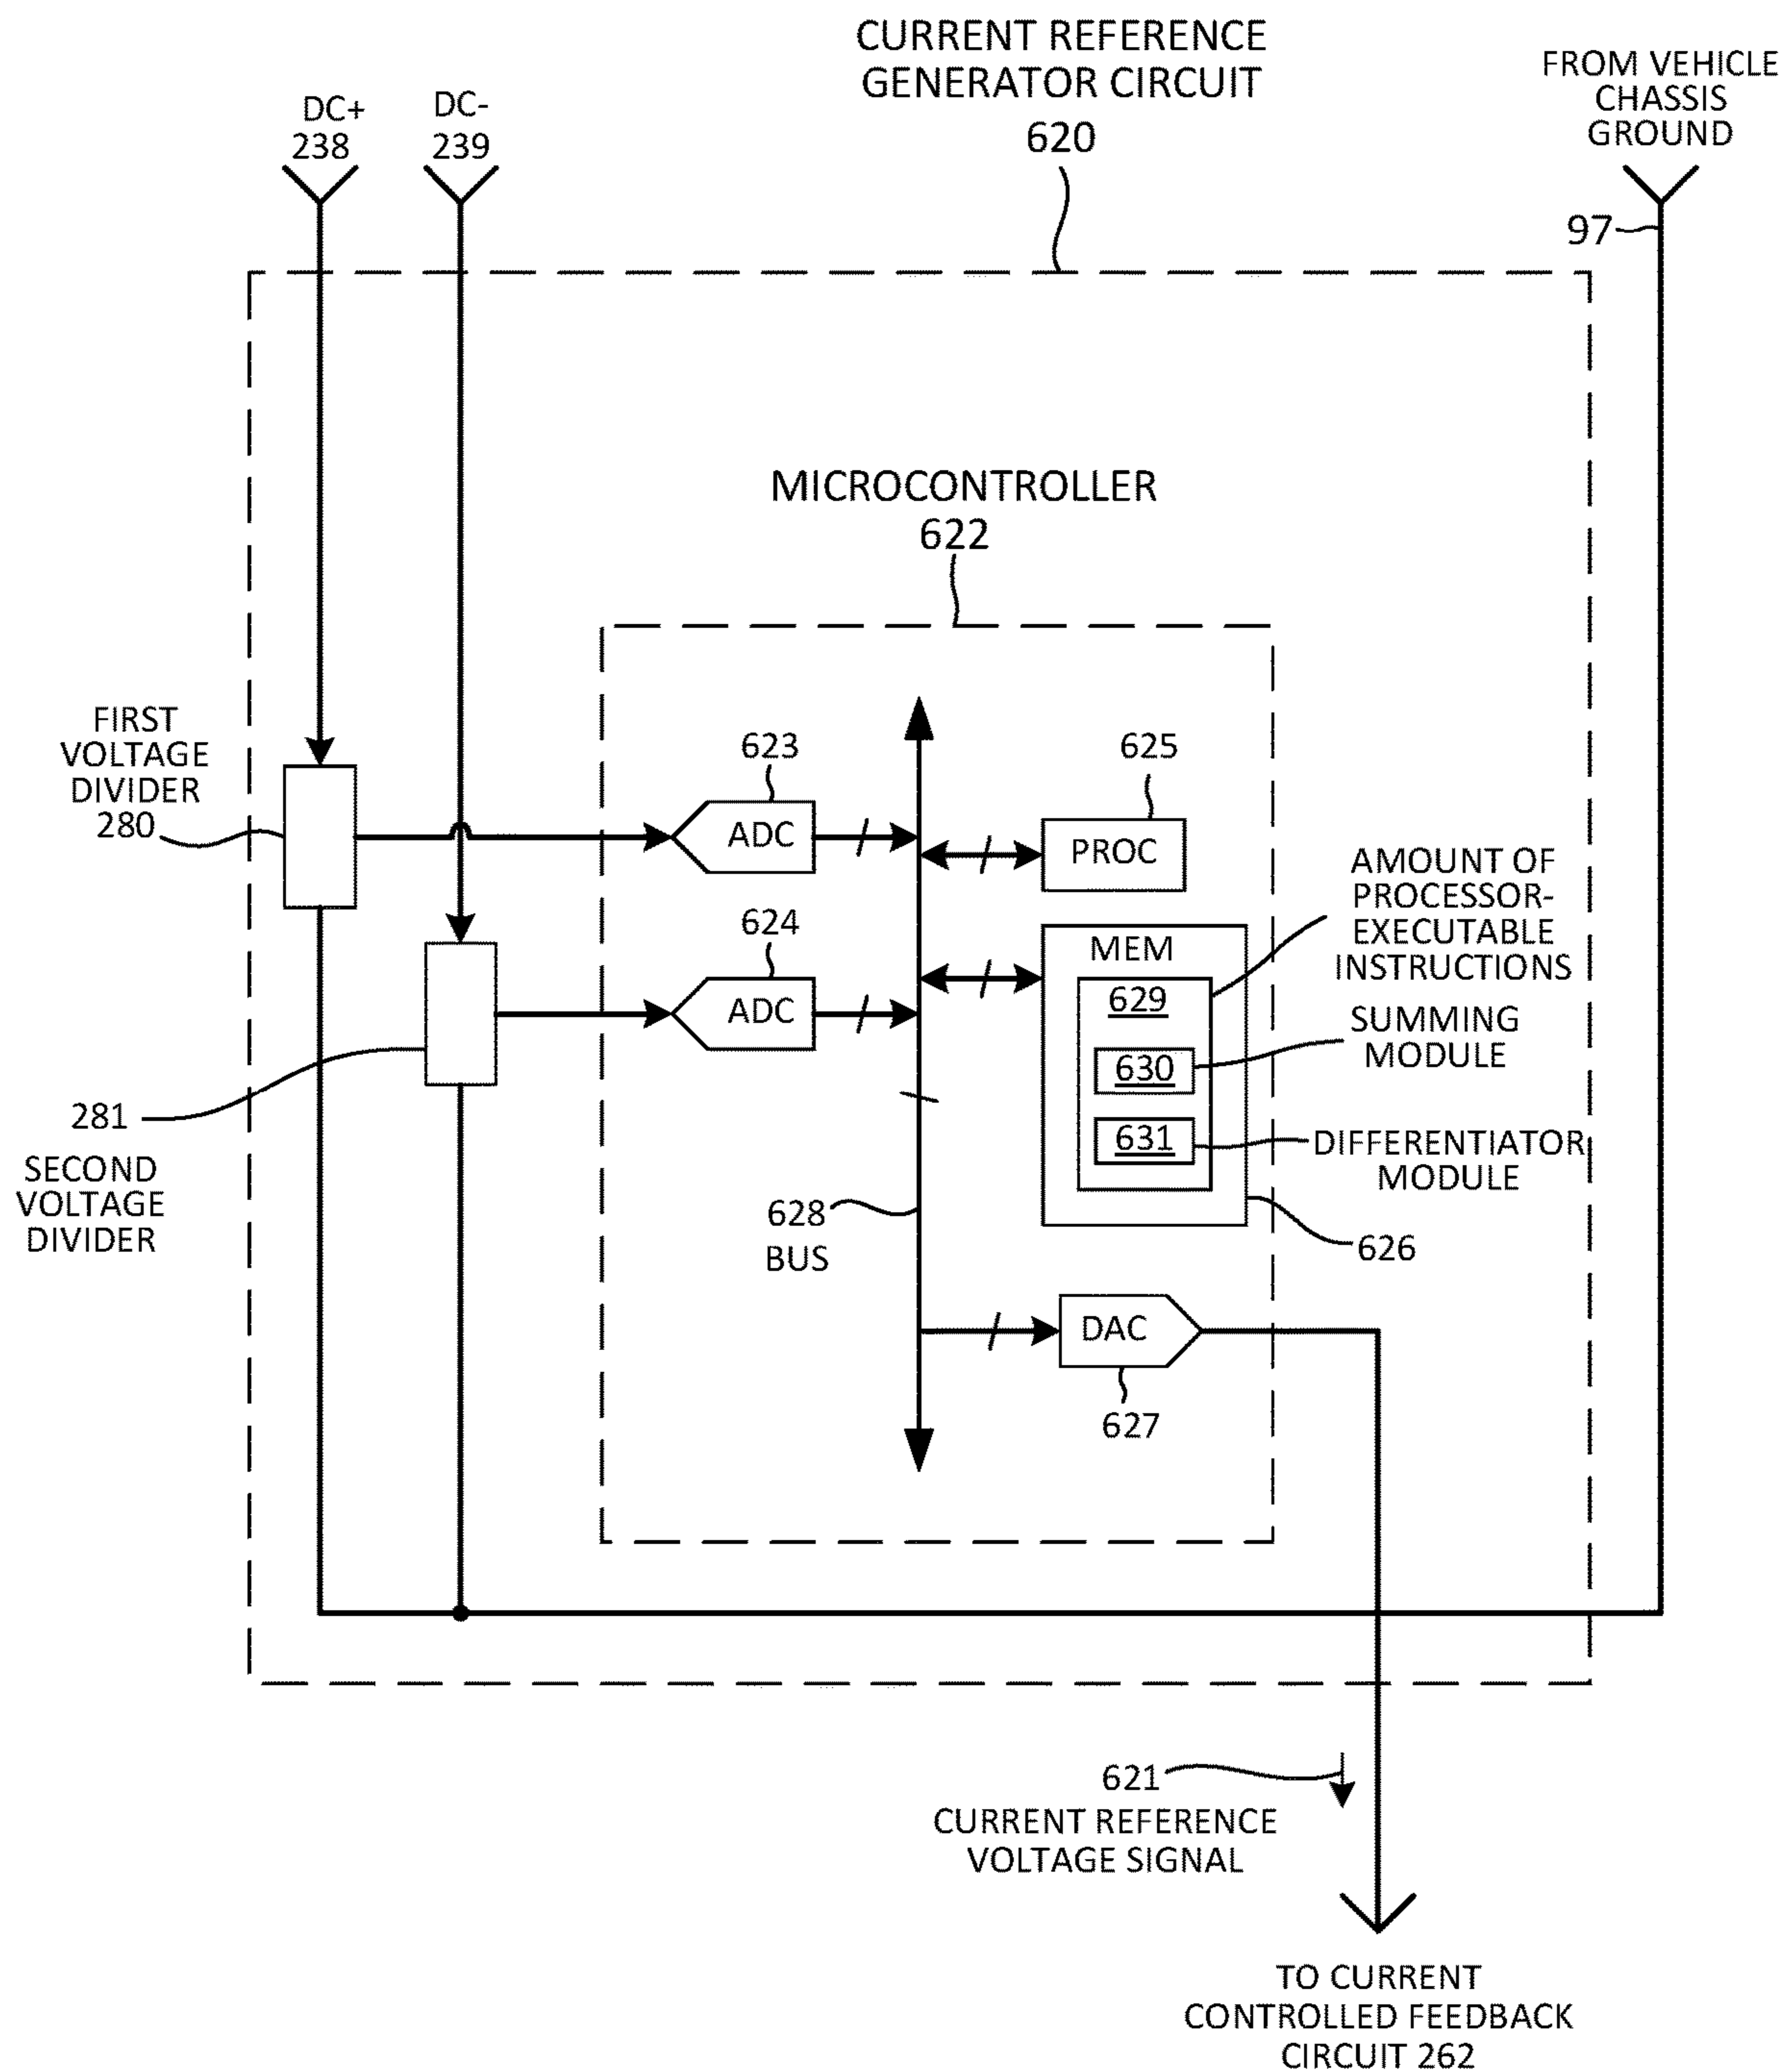 CURRENT REFERENCE
GENERATOR CIRCUIT
620
FROM VEHICLE
CHASSIS
GROUND
97
DC+
238
DC-
239
MICROCONTROLLER
622
FIRST
VOLTAGE
DIVIDER
280
623
ADC
625
PROC
AMOUNT OF
PROCESSOR-
EXECUTABLE
INSTRUCTIONS
624
ADC
MEM
629
SUMMING
MODULE
630
281
SECOND
VOLTAGE
DIVIDER
631
DIFFERENTIATOR
MODULE
628
BUS
626
DAC
627
621
CURRENT REFERENCE
VOLTAGE SIGNAL
TO CURRENT
CONTROLLED FEEDBACK
CIRCUIT 262